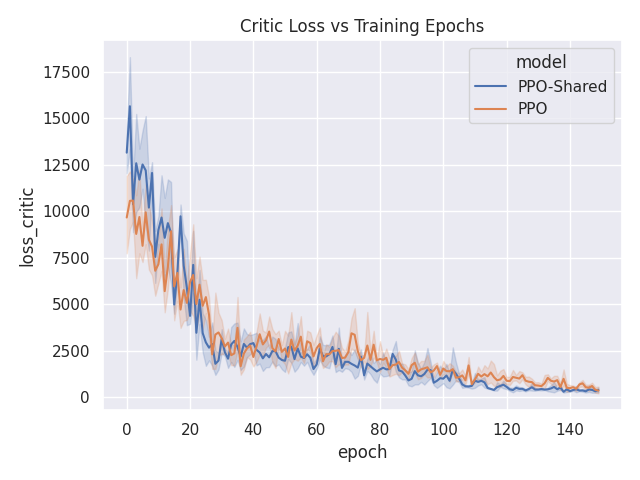 Critic Loss vs Training Epochs
model
PPO-Shared
PPO
loss_critic
17500
15000
12500
10000
7500
5000
2500
0
0 20 40 60 80 100 120 140
epoch